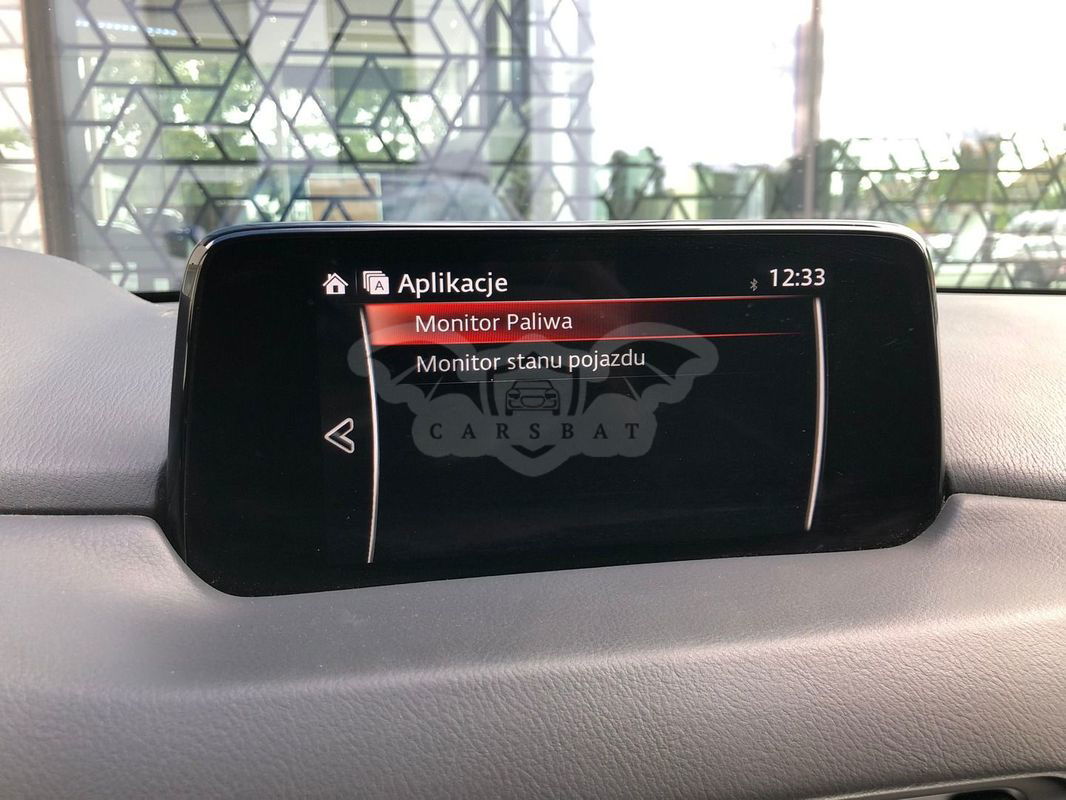 Aplikacje
12:33
Monitor Paliwa
Monitor stanu pojazdu
CARSBAT